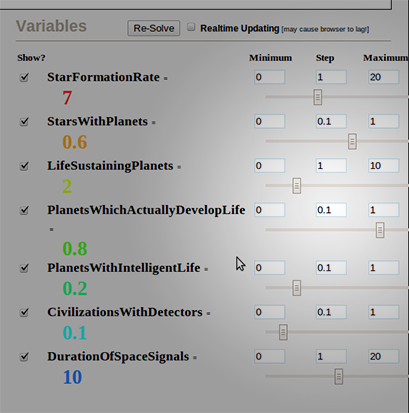 Variables Re-Solve Realtime Updating [may cause browser to lag!]
Show? Minimum Step Maximum
StarFormationRate = 0 1 20
7
StarsWithPlanets = 0 0.1 1
0.6
LifeSustainingPlanets = 0 1 10
2
PlanetsWhichActuallyDevelopLife 0 0.1 1
=
0.8
PlanetsWithIntelligentLife = 0 0.1 1
0.2
CivilizationsWithDetectors = 0 0.1 1
0.1
DurationOfSpaceSignals = 0 1 20
10